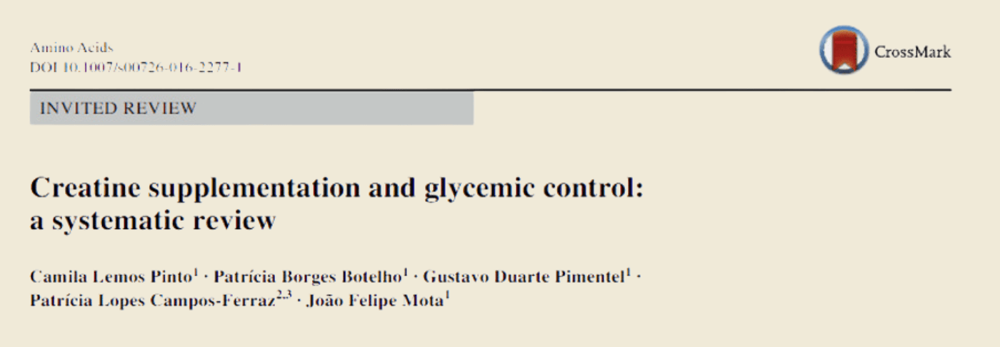 Amino Acids
DOI 10.1007/s00726-016-2277-1
CrossMark
INVITED REVIEW
Creatine supplementation and glycemic control:
a systematic review
Camila Lemos Pinto¹ · Patrícia Borges Botelho¹ · Gustavo Duarte Pimentel¹ ·
Patrícia Lopes Campos-Ferraz²,³ · João Felipe Mota¹